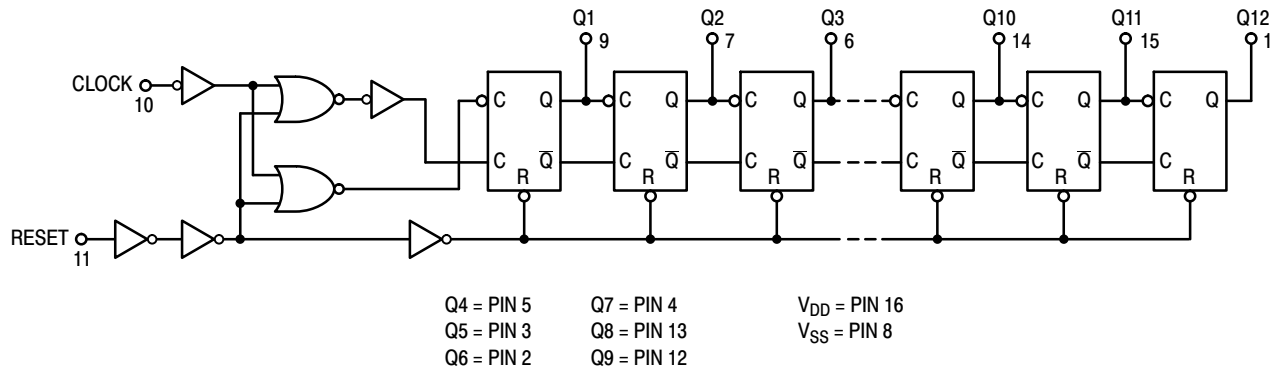 Q1 Q2 Q3 Q10 Q11 Q12
9 7 6 14 15 1
CLOCK
10
C Q C Q C Q C Q C Q C Q
C Q̅ C Q̅ C Q̅ C Q̅ C Q̅ C
R R R R R R
RESET
11
Q4 = PIN 5 Q7 = PIN 4 V_DD = PIN 16
Q5 = PIN 3 Q8 = PIN 13 V_SS = PIN 8
Q6 = PIN 2 Q9 = PIN 12